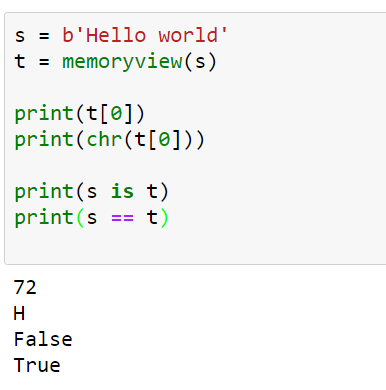 s = b'Hello world'
t = memoryview(s)
print(t[0])
print(chr(t[0]))
print(s is t)
print(s == t)
72
H
False
True